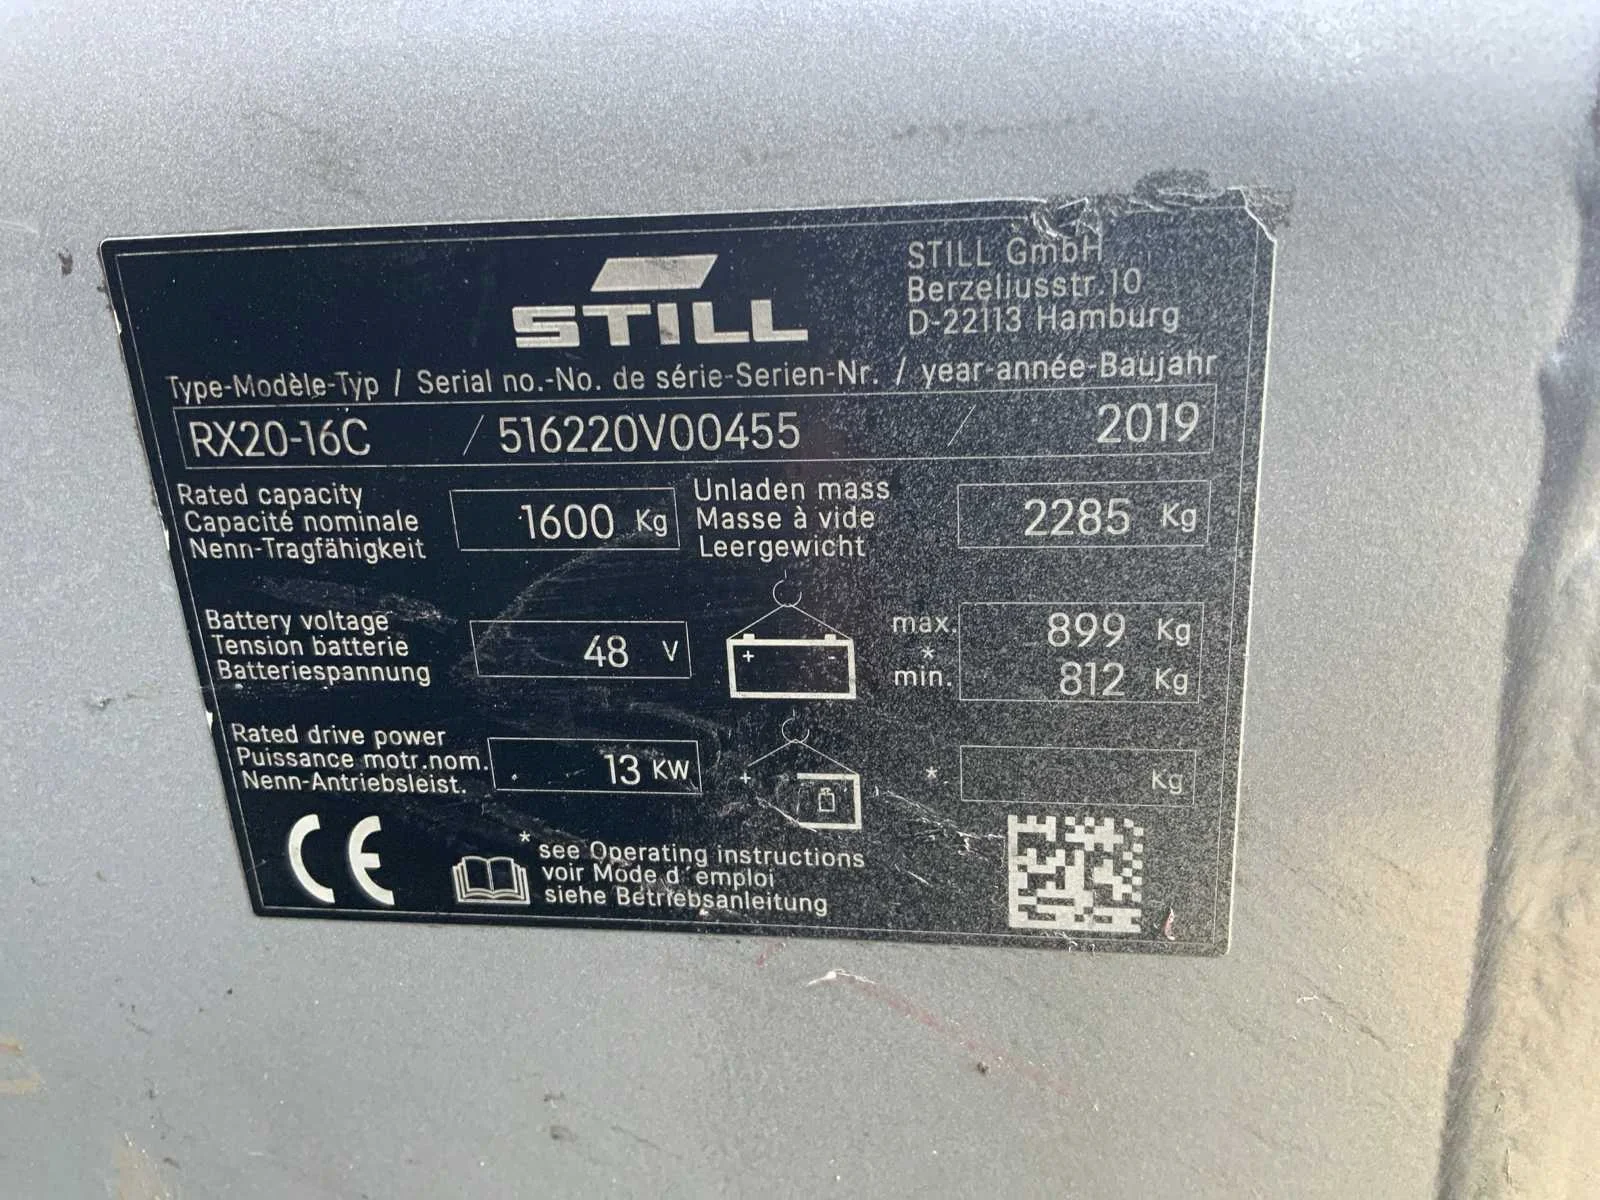 STILL
STILL GmbH
Berzeliusstr.10
D-22113 Hamburg
Type-Modèle-Typ / Serial no.-No. de série-Serien-Nr. / year-année-Baujahr
RX20-16C / 516220V00455 / 2019
Rated capacity
Capacité nominale
Nenn-Tragfähigkeit
1600 Kg
Unladen mass
Masse à vide
Leergewicht
2285 Kg
Battery voltage
Tension batterie
Batteriespannung
48 V
+ -
max. 899 Kg
*
min. 812 Kg
Rated drive power
Puissance motr.nom.
Nenn-Antriebsleist.
13 KW
+
* Kg
CE
* see Operating instructions
voir Mode d'emploi
siehe Betriebsanleitung